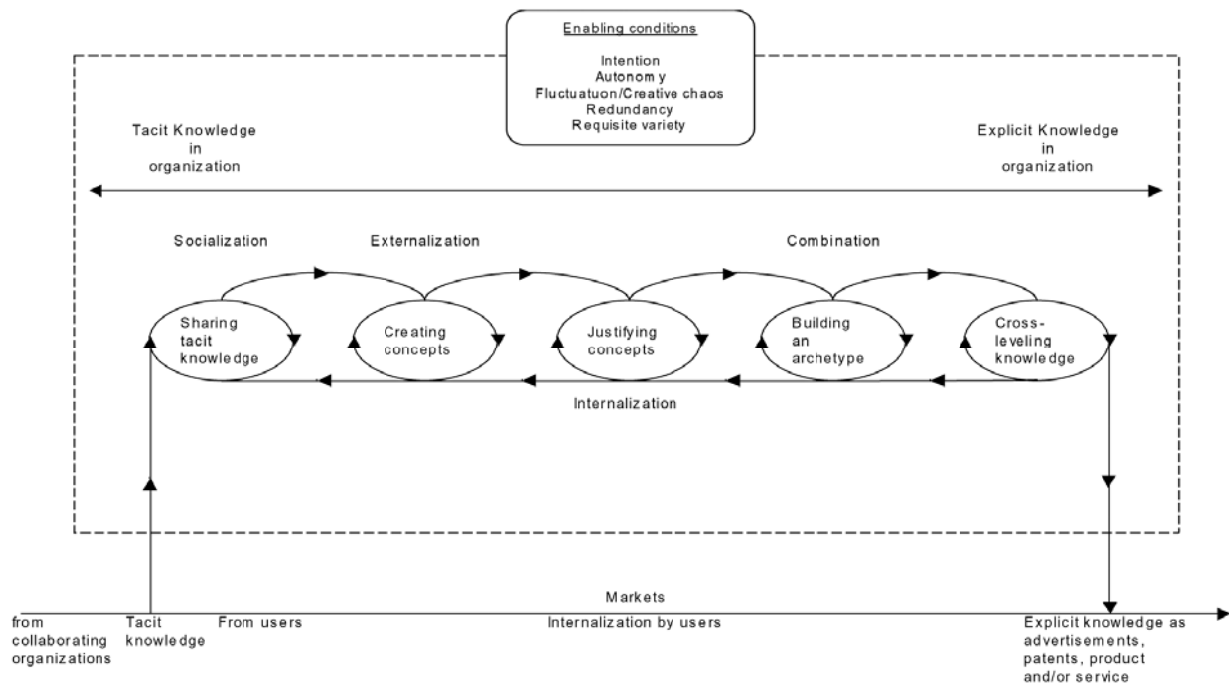 Enabling conditions
Intention
Autonomy
Fluctuatuon/Creative chaos
Redundancy
Requisite variety
Tacit Knowledge
in
organization
Explicit Knowledge
in
organization
Socialization
Externalization
Combination
Sharing
tacit
knowledge
Creating
concepts
Justifying
concepts
Building
an
archetype
Cross-
leveling
knowledge
Internalization
Markets
from
collaborating
organizations
Tacit
knowledge
From users
Internalization by users
Explicit knowledge as
advertisements,
patents, product
and/or service